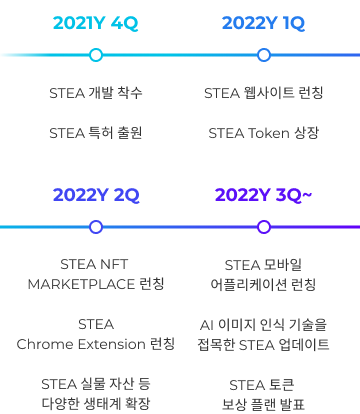 2021Y 4Q
STEA 개발 착수
STEA 특허 출원
2022Y 1Q
STEA 웹사이트 런칭
STEA Token 상장
2022Y 2Q
STEA NFT
MARKETPLACE 런칭
STEA
Chrome Extension 런칭
STEA 실물 자산 등
다양한 생태계 확장
2022Y 3Q~
STEA 모바일
어플리케이션 런칭
AI 이미지 인식 기술을
접목한 STEA 업데이트
STEA 토큰
보상 플랜 발표